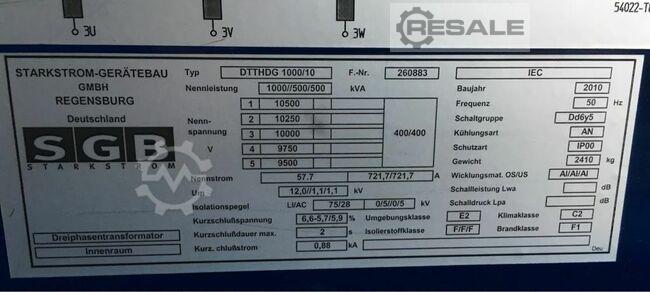 3U 3V 3W 54022-T
RESALE
STARKSTROM-GERÄTEBAU
GMBH
REGENSBURG
Deutschland
SGB
STARKSTROM
Typ DTTHDG 1000/10 F.-Nr. 260883 IEC
Nennleistung 1000//500/500 kVA Baujahr 2010
Nenn-
spannung
V
1 10500
2 10250
3 10000
4 9750
5 9500
400/400
Frequenz 50 Hz
Schaltgruppe Dd6y5
Kühlungsart AN
Schutzart IP00
Gewicht 2410 kg
Nennstrom 57.7 721,7/721,7 A Wicklungsmat. OS/US Al/Al/Al
Um 12,0//1,1/1,1 kV Schallleistung Lwa dB
Isolationspegel LI/AC 75/28 0/5//0/5 kV Schalldruck Lpa dB
Kurzschlußspannung 6,6-5,7/5,9 % Umgebungsklasse E2 Klimaklasse C2
Kurzschlußdauer max. 2 s Isolierstoffklasse F/F/F Brandklasse F1
Kurz. chlußstrom 0,88 kA Deu
Dreiphasentransformator
Innenraum